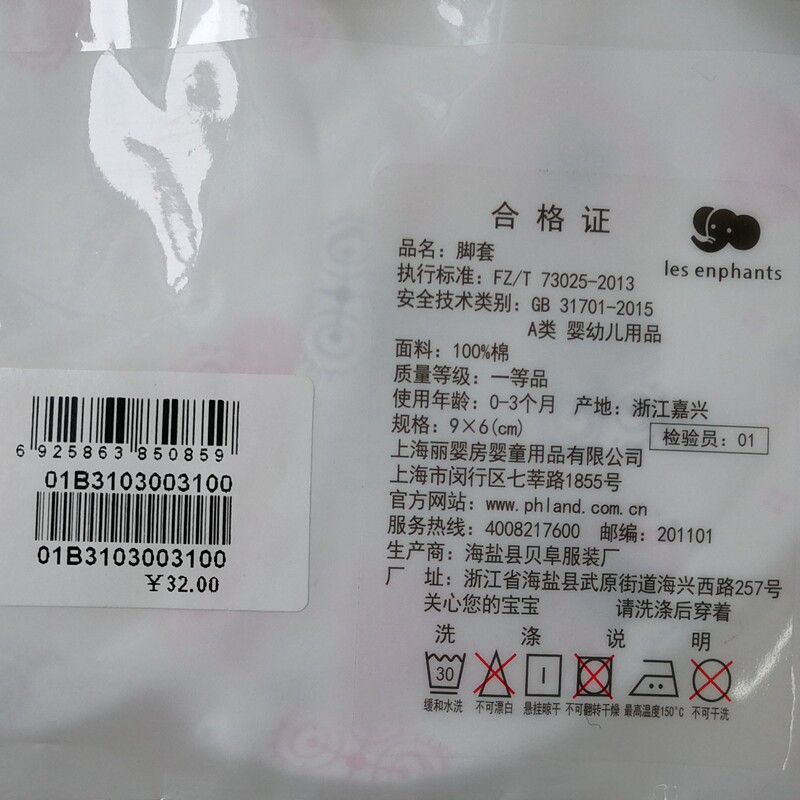 合格证
les enphants
品名：脚套
执行标准：FZ/T 73025-2013
安全技术类别：GB 31701-2015
A类 婴幼儿用品
面料：100%棉
质量等级：一等品
使用年龄：0-3个月 产地：浙江嘉兴
规格：9×6(cm)
检验员：01
上海丽婴房婴童用品有限公司
上海市闵行区七莘路1855号
官方网站：www.phland.com.cn
服务热线：4008217600 邮编：201101
生产商：海盐县贝阜服装厂
厂 址：浙江省海盐县武原街道海兴西路257号
关心您的宝宝 请洗涤后穿着
洗 涤 说 明
30
缓和水洗 不可漂白 悬挂晾干 不可翻转干燥 最高温度150°C 不可干洗
6 925863 850859
01B3103003100
01B3103003100
￥32.00